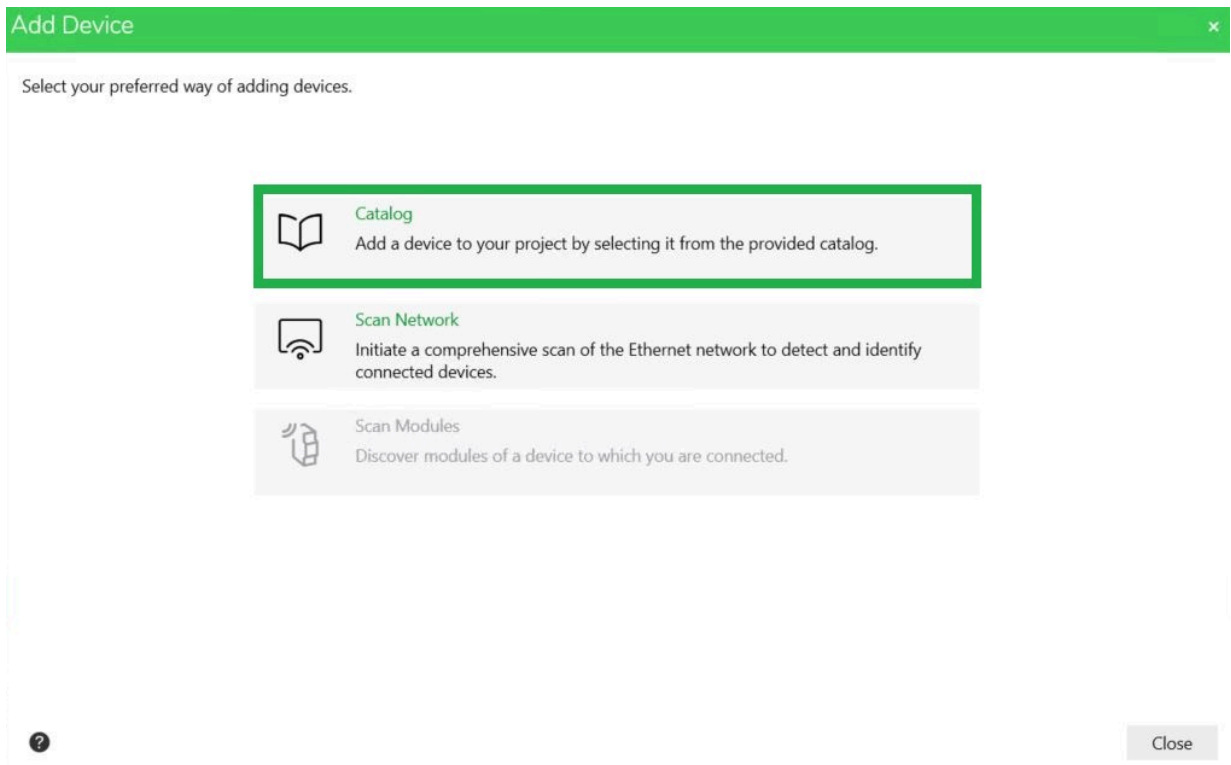 Add Device
Select your preferred way of adding devices.
Catalog
Add a device to your project by selecting it from the provided catalog.
Scan Network
Initiate a comprehensive scan of the Ethernet network to detect and identify
connected devices.
Scan Modules
Discover modules of a device to which you are connected.
Close